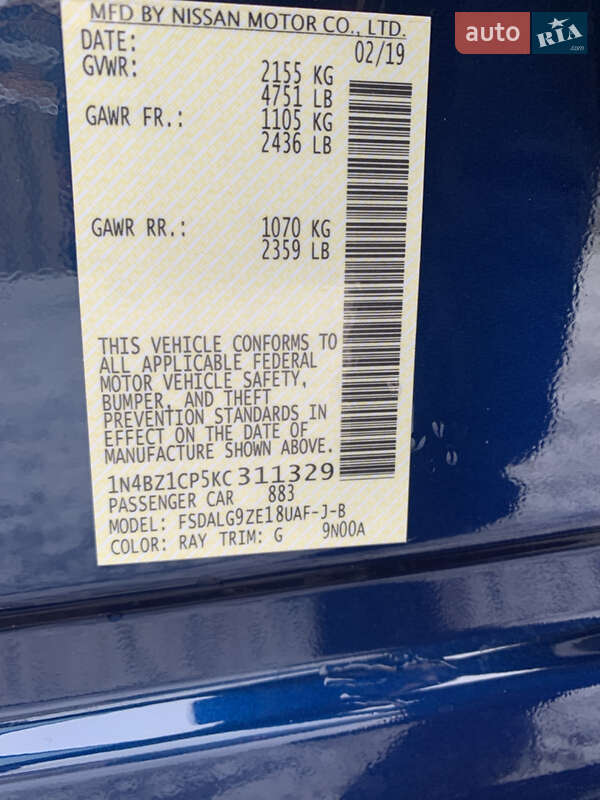 MFD BY NISSAN MOTOR CO., LTD.
DATE: 02/19
GVWR: 2155 KG
4751 LB
GAWR FR.: 1105 KG
2436 LB
GAWR RR.: 1070 KG
2359 LB
THIS VEHICLE CONFORMS TO
ALL APPLICABLE FEDERAL
MOTOR VEHICLE SAFETY,
BUMPER, AND THEFT
PREVENTION STANDARDS IN
EFFECT ON THE DATE OF
MANUFACTURE SHOWN ABOVE.
1N4BZ1CP5KC311329
PASSENGER CAR 883
MODEL: FSDALG9ZE18UAF-J-B
COLOR: RAY TRIM: G 9N00A
auto RIA .com